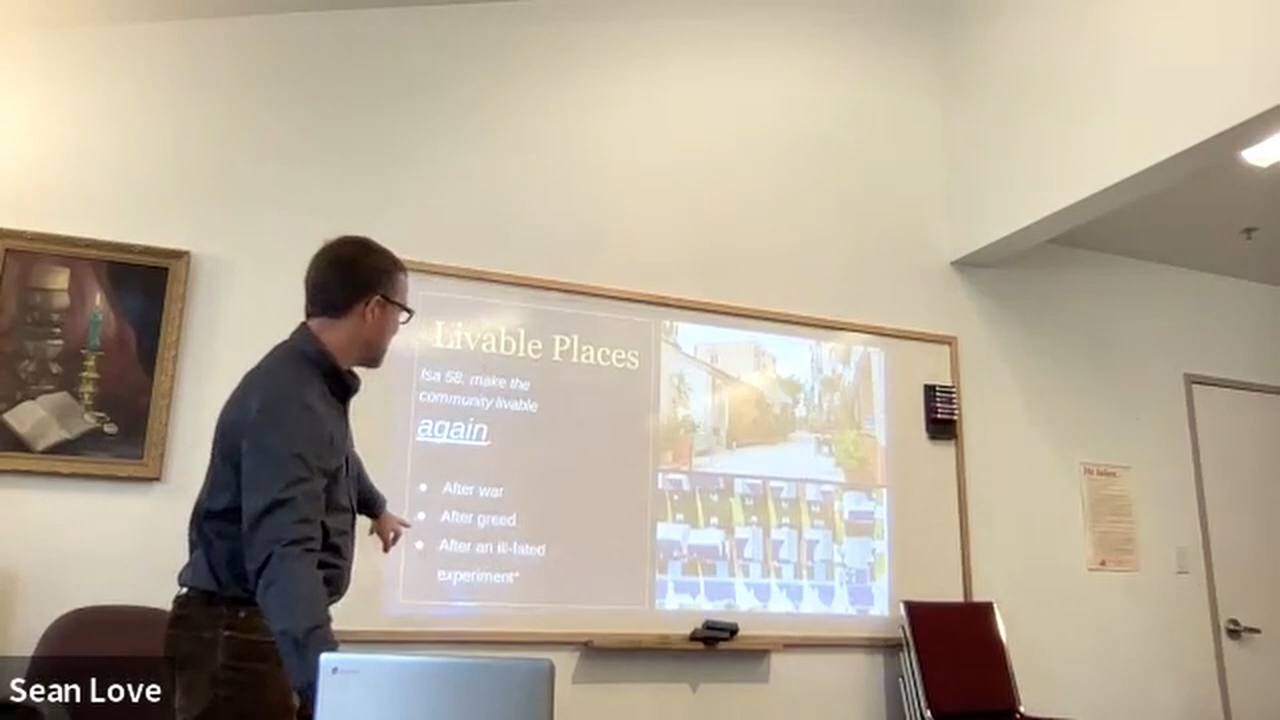 Livable Places
Isa 58: make the
community livable
again
After war
After greed
After an ill-fated
experiment*
Sean Love